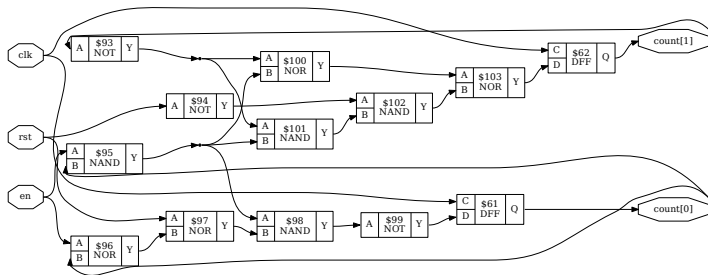 clk
rst
en
A $93 NOT Y
A $94 NOT Y
A B $95 NAND Y
A B $96 NOR Y
A B $97 NOR Y
A B $100 NOR Y
A B $101 NAND Y
A B $98 NAND Y
A B $102 NAND Y
A $99 NOT Y
A B $103 NOR Y
C D $61 DFF Q
C D $62 DFF Q
count[1]
count[0]